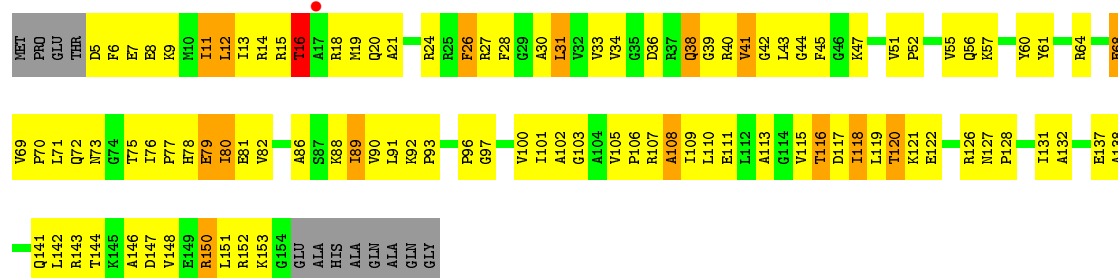 MET PRO GLU THR D5 F6 E7 E8 K9 M10 I11 L12 I13 R14 R15 T16 A17 R18 M19 Q20 A21 R24 R25 F26 R27 F28 G29 A30 L31 V32 V33 V34 G35 D36 R37 Q38 G39 R40 V41 G42 L43 G44 F45 G46 K47 V51 P52 V55 Q56 K57 Y60 Y61 R64
V69 P70 L71 Q72 N73 G74 T75 I76 P77 H78 E79 I80 E81 V82 A86 S87 K88 I89 V90 L91 K92 P93 P96 G97 V100 I101 A102 G103 A104 V105 P106 R107 A108 I109 L110 E111 L112 A113 G114 V115 T116 D117 I118 L119 T120 K121 E122 R126 N127 P128 I131 A132 E137
Q141 L142 R143 T144 K145 A146 D147 V148 E149 R150 L151 R152 K153 G154 GLU ALA HIS ALA GLN ALA GLN GLY